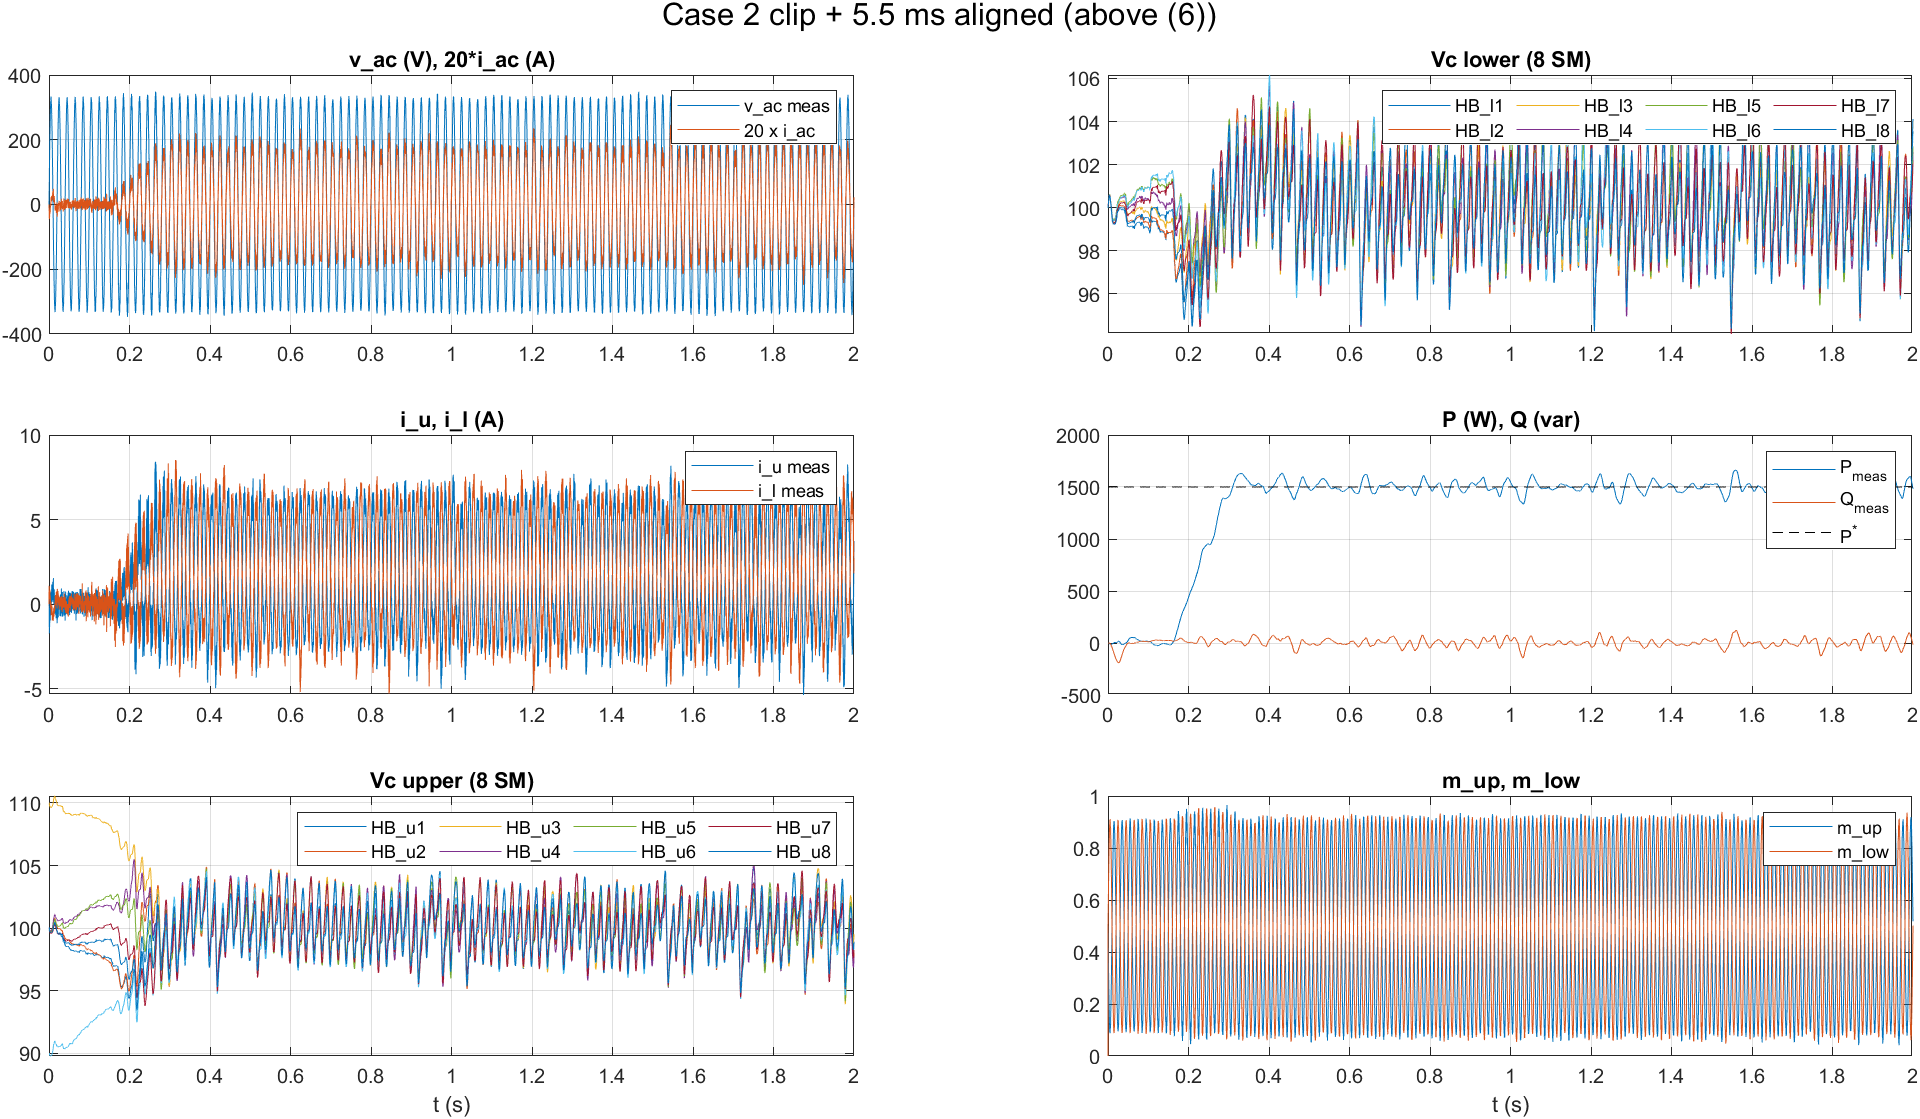 Case 2 clip + 5.5 ms aligned (above (6))
v_ac (V), 20*i_ac (A)
400
200
0
-200
-400
v_ac meas
20 x i_ac
0 0.2 0.4 0.6 0.8 1 1.2 1.4 1.6 1.8 2
Vc lower (8 SM)
106
104
102
100
98
96
HB_l1 HB_l3 HB_l5 HB_l7
HB_l2 HB_l4 HB_l6 HB_l8
0 0.2 0.4 0.6 0.8 1 1.2 1.4 1.6 1.8 2
i_u, i_l (A)
10
5
0
-5
i_u meas
i_l meas
0 0.2 0.4 0.6 0.8 1 1.2 1.4 1.6 1.8 2
P (W), Q (var)
2000
1500
1000
500
0
-500
P_meas
Q_meas
P*
0 0.2 0.4 0.6 0.8 1 1.2 1.4 1.6 1.8 2
Vc upper (8 SM)
110
105
100
95
90
HB_u1 HB_u3 HB_u5 HB_u7
HB_u2 HB_u4 HB_u6 HB_u8
0 0.2 0.4 0.6 0.8 1 1.2 1.4 1.6 1.8 2
t (s)
m_up, m_low
1
0.8
0.6
0.4
0.2
0
m_up
m_low
0 0.2 0.4 0.6 0.8 1 1.2 1.4 1.6 1.8 2
t (s)